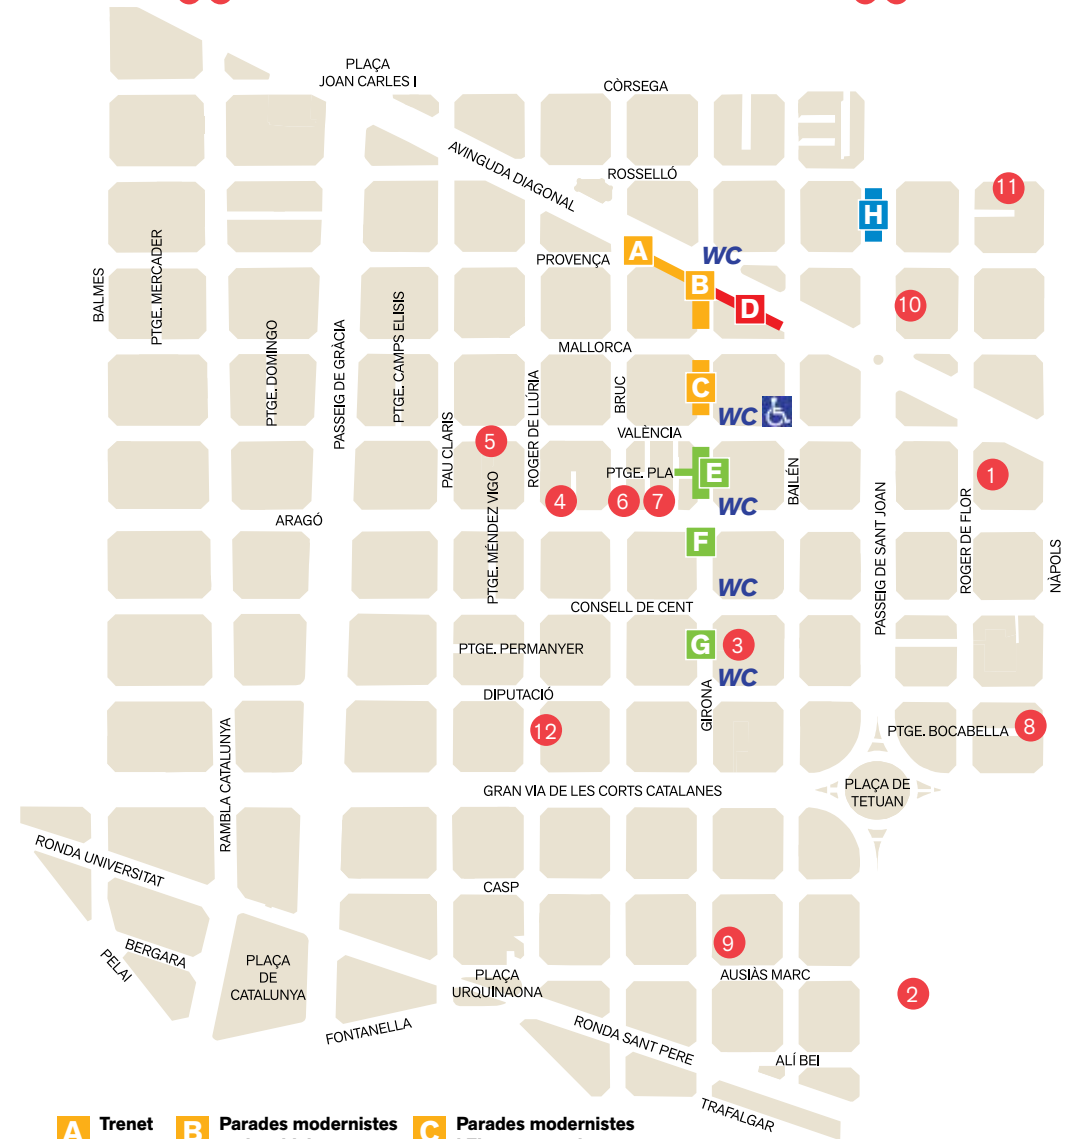 PLAÇA
JOAN CARLES I
CÒRSEGA
AVINGUDA DIAGONAL
ROSSELLÓ
11
H
PTGE. MERCADER
A
WC
PROVENÇA
B
BALMES
PTGE. CAMPS ELISIS
D
10
PTGE. DOMINGO
PASSEIG DE GRÀCIA
MALLORCA
ROGER DE LLÚRIA
BRUC
C
WC
PAU CLARIS
5
VALÈNCIA
PTGE. PLA
E
BAILÉN
1
PTGE. MÉNDEZ VIGO
4
6
7
WC
ARAGÓ
PASSEIG DE SANT JOAN
ROGER DE FLOR
F
NÀPOLS
WC
CONSELL DE CENT
PTGE. PERMANYER
G
3
WC
DIPUTACIÓ
GIRONA
12
PTGE. BOCABELLA
8
RAMBLA CATALUNYA
GRAN VIA DE LES CORTS CATALANES
PLAÇA DE
TETUAN
RONDA UNIVERSITAT
CASP
BERGARA
PELAI
PLAÇA
DE
CATALUNYA
9
PLAÇA
URQUINAONA
AUSIÀS MARC
2
FONTANELLA
RONDA SANT PERE
ALÍ BEI
TRAFALGAR
A Trenet
B Parades modernistes
C Parades modernistes